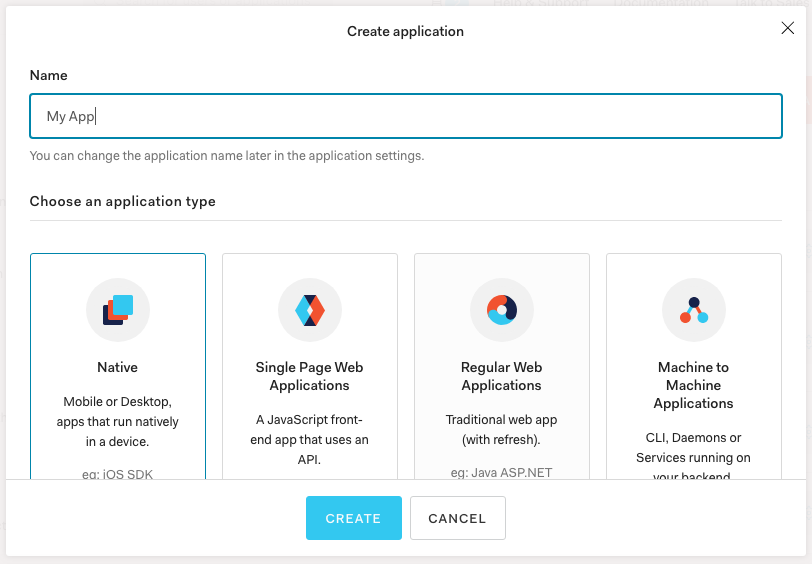 Create application
Name
My App
You can change the application name later in the application settings.
Choose an application type
Native
Mobile or Desktop,
apps that run natively
in a device.
eg: iOS SDK
Single Page Web
Applications
A JavaScript front-
end app that uses an
API.
Regular Web
Applications
Traditional web app
(with refresh).
eg: Java ASP.NET
Machine to
Machine
Applications
CLI, Daemons or
Services running on
your backend.
CREATE
CANCEL